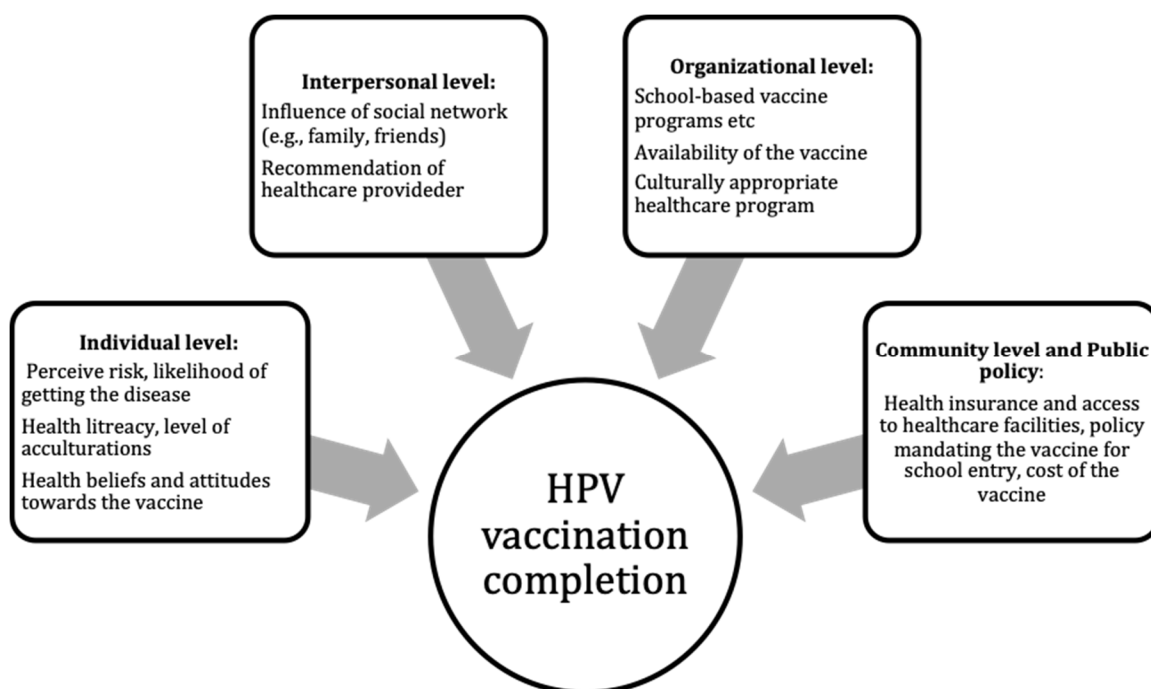 Interpersonal level:
Influence of social network
(e.g., family, friends)
Recommendation of
healthcare provideder
Organizational level:
School-based vaccine
programs etc
Availability of the vaccine
Culturally appropriate
healthcare program
Individual level:
Perceive risk, likelihood of
getting the disease
Health litreacy, level of
acculturations
Health beliefs and attitudes
towards the vaccine
Community level and Public
policy:
Health insurance and access
to healthcare facilities, policy
mandating the vaccine for
school entry, cost of the
vaccine
HPV
vaccination
completion